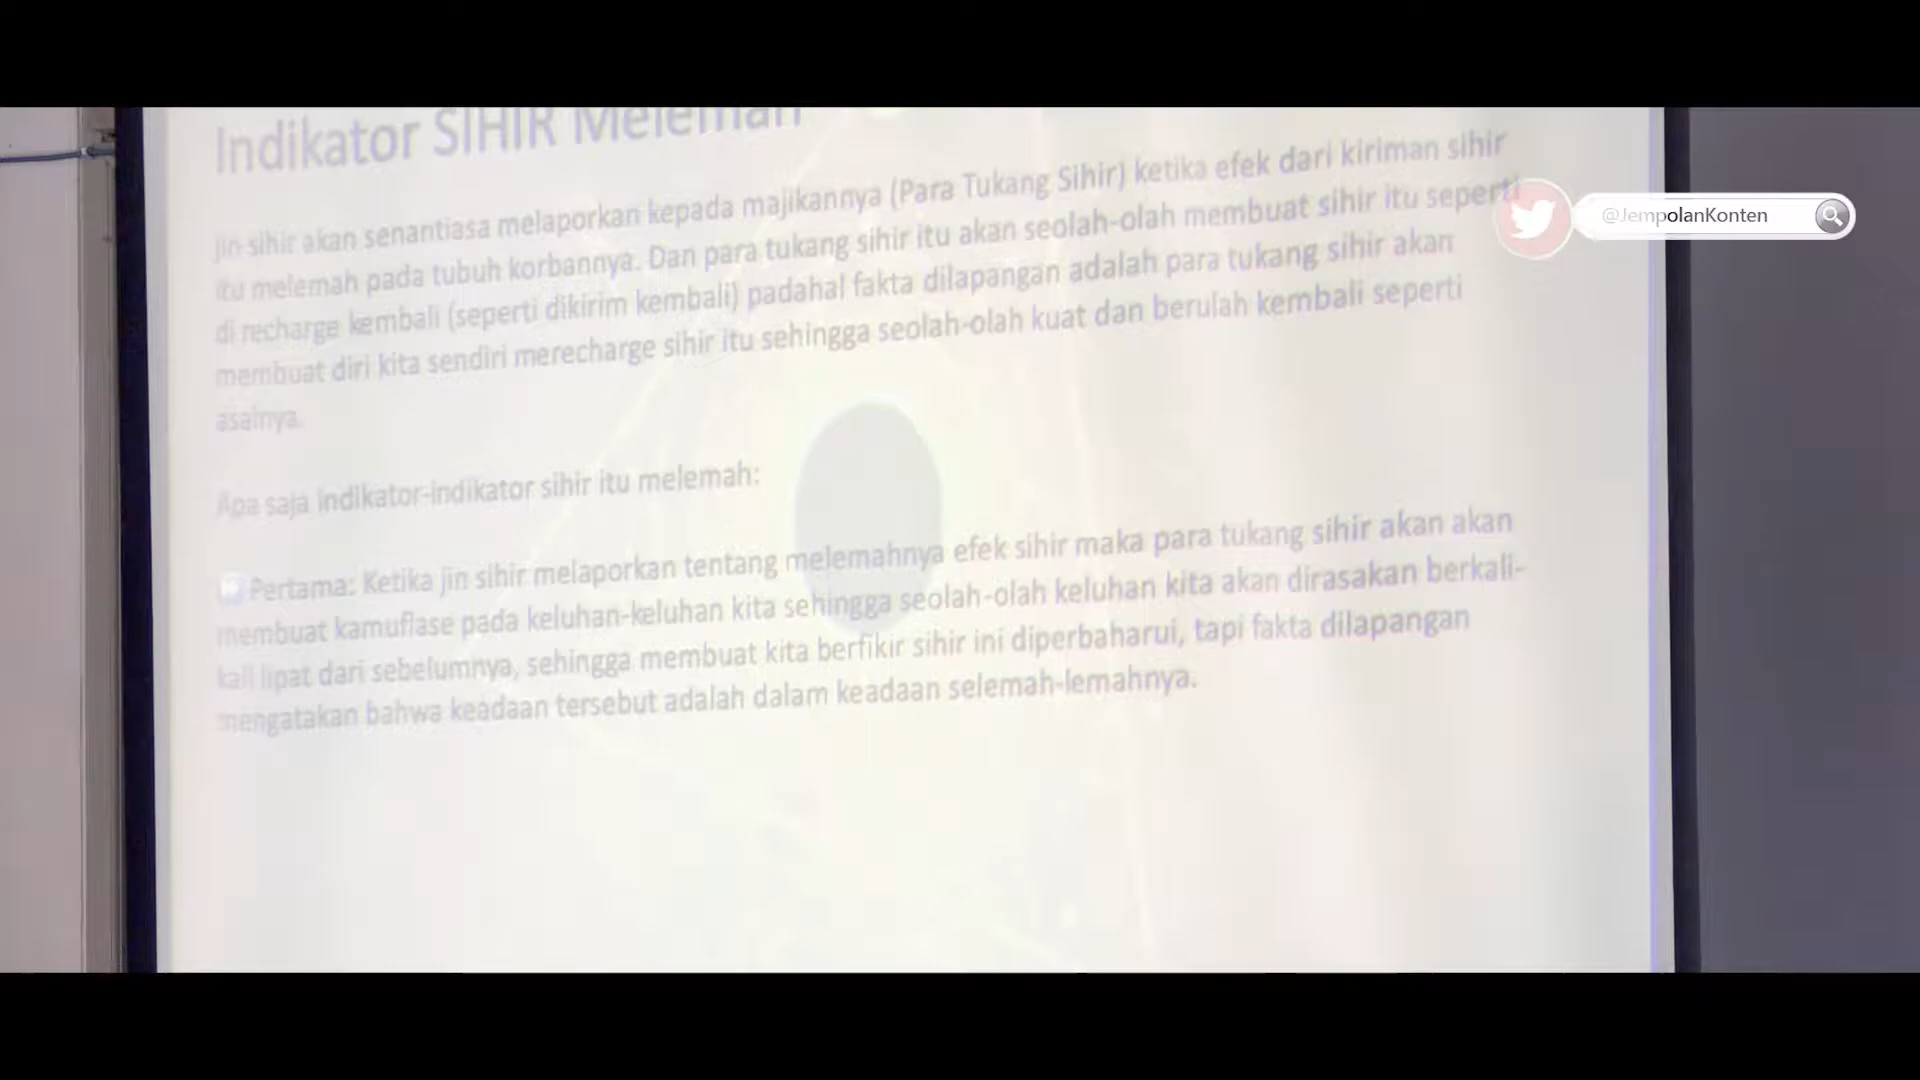 Indikator SIHIR Melemah
Jin sihir akan senantiasa melaporkan kepada majikannya (Para Tukang Sihir) ketika efek dari kiriman sihir
itu melemah pada tubuh korbannya. Dan para tukang sihir itu akan seolah-olah membuat sihir itu seperti
di recharge kembali (seperti dikirim kembali) padahal fakta dilapangan adalah para tukang sihir akan
membuat diri kita sendiri merecharge sihir itu sehingga seolah-olah kuat dan berulah kembali seperti
asalnya.
Apa saja indikator-indikator sihir itu melemah:
Pertama: Ketika jin sihir melaporkan tentang melemahnya efek sihir maka para tukang sihir akan akan
membuat kamuflase pada keluhan-keluhan kita sehingga seolah-olah keluhan kita akan dirasakan berkali-
kali lipat dari sebelumnya, sehingga membuat kita berfikir sihir ini diperbaharui, tapi fakta dilapangan
mengatakan bahwa keadaan tersebut adalah dalam keadaan selemah-lemahnya.
@JempolanKonten